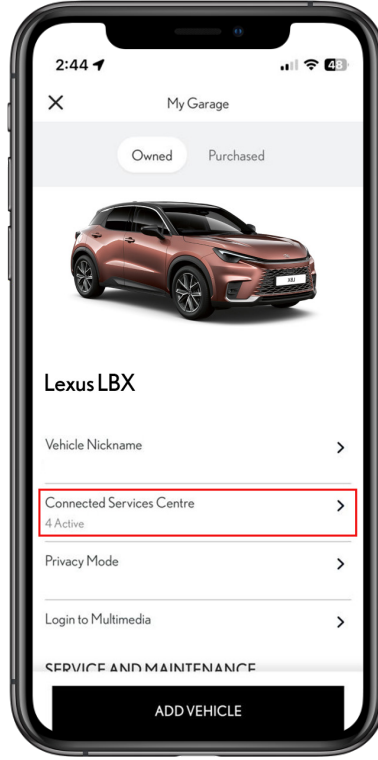 2:44
48
My Garage
Owned Purchased
Lexus LBX
Vehicle Nickname
Connected Services Centre
4 Active
Privacy Mode
Login to Multimedia
SERVICE AND MAINTENANCE
ADD VEHICLE